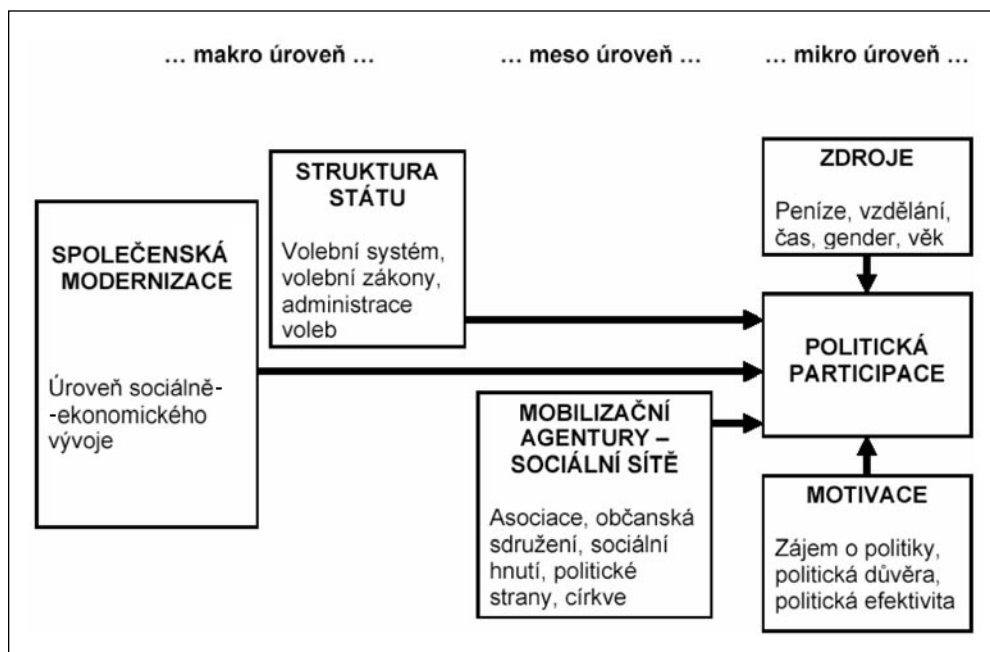 ... makro úroveň ...
... meso úroveň ...
... mikro úroveň ...
SPOLEČENSKÁ
MODERNIZACE
Úroveň sociálně-
-ekonomického
vývoje
STRUKTURA
STÁTU
Volební systém,
volební zákony,
administrace
voleb
MOBILIZAČNÍ
AGENTURY –
SOCIÁLNÍ SÍTĚ
Asociace, občanská
sdružení, sociální
hnutí, politické
strany, církve
ZDROJE
Peníze, vzdělání,
čas, gender, věk
POLITICKÁ
PARTICIPACE
MOTIVACE
Zájem o politiky,
politická důvěra,
politická efektivita